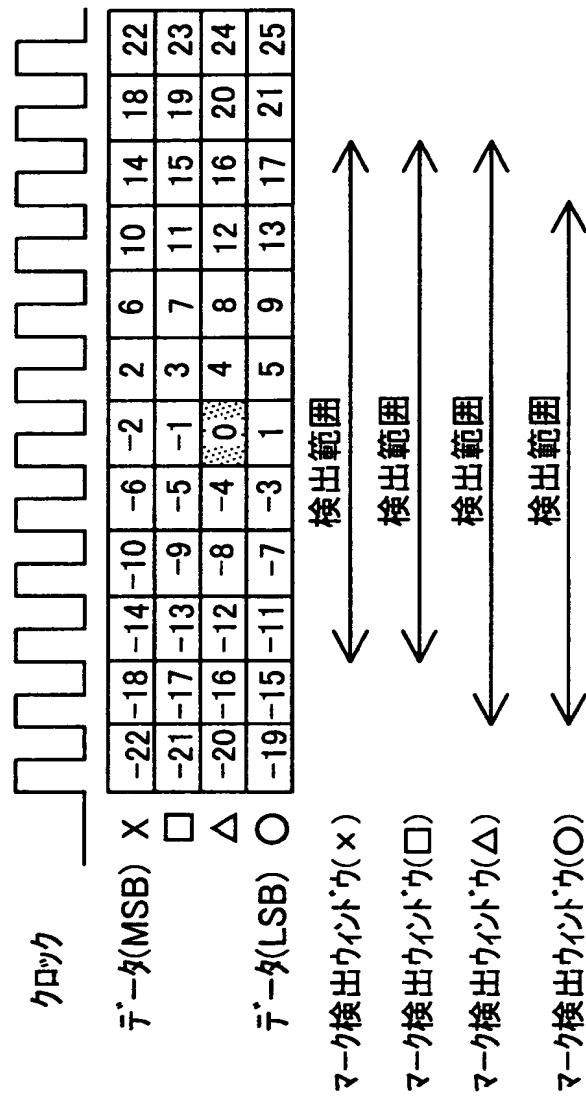 クロック
データ(MSB) X -22 -18 -14 -10 -6 -2 2 6 10 14 18 22
□ -21 -17 -13 -9 -5 -1 3 7 11 15 19 23
△ -20 -16 -12 -8 -4 0 4 8 12 16 20 24
データ(LSB) ○ -19 -15 -11 -7 -3 1 5 9 13 17 21 25
マーク検出ウィンドウ(×) 検出範囲
マーク検出ウィンドウ(□) 検出範囲
マーク検出ウィンドウ(△) 検出範囲
マーク検出ウィンドウ(○) 検出範囲